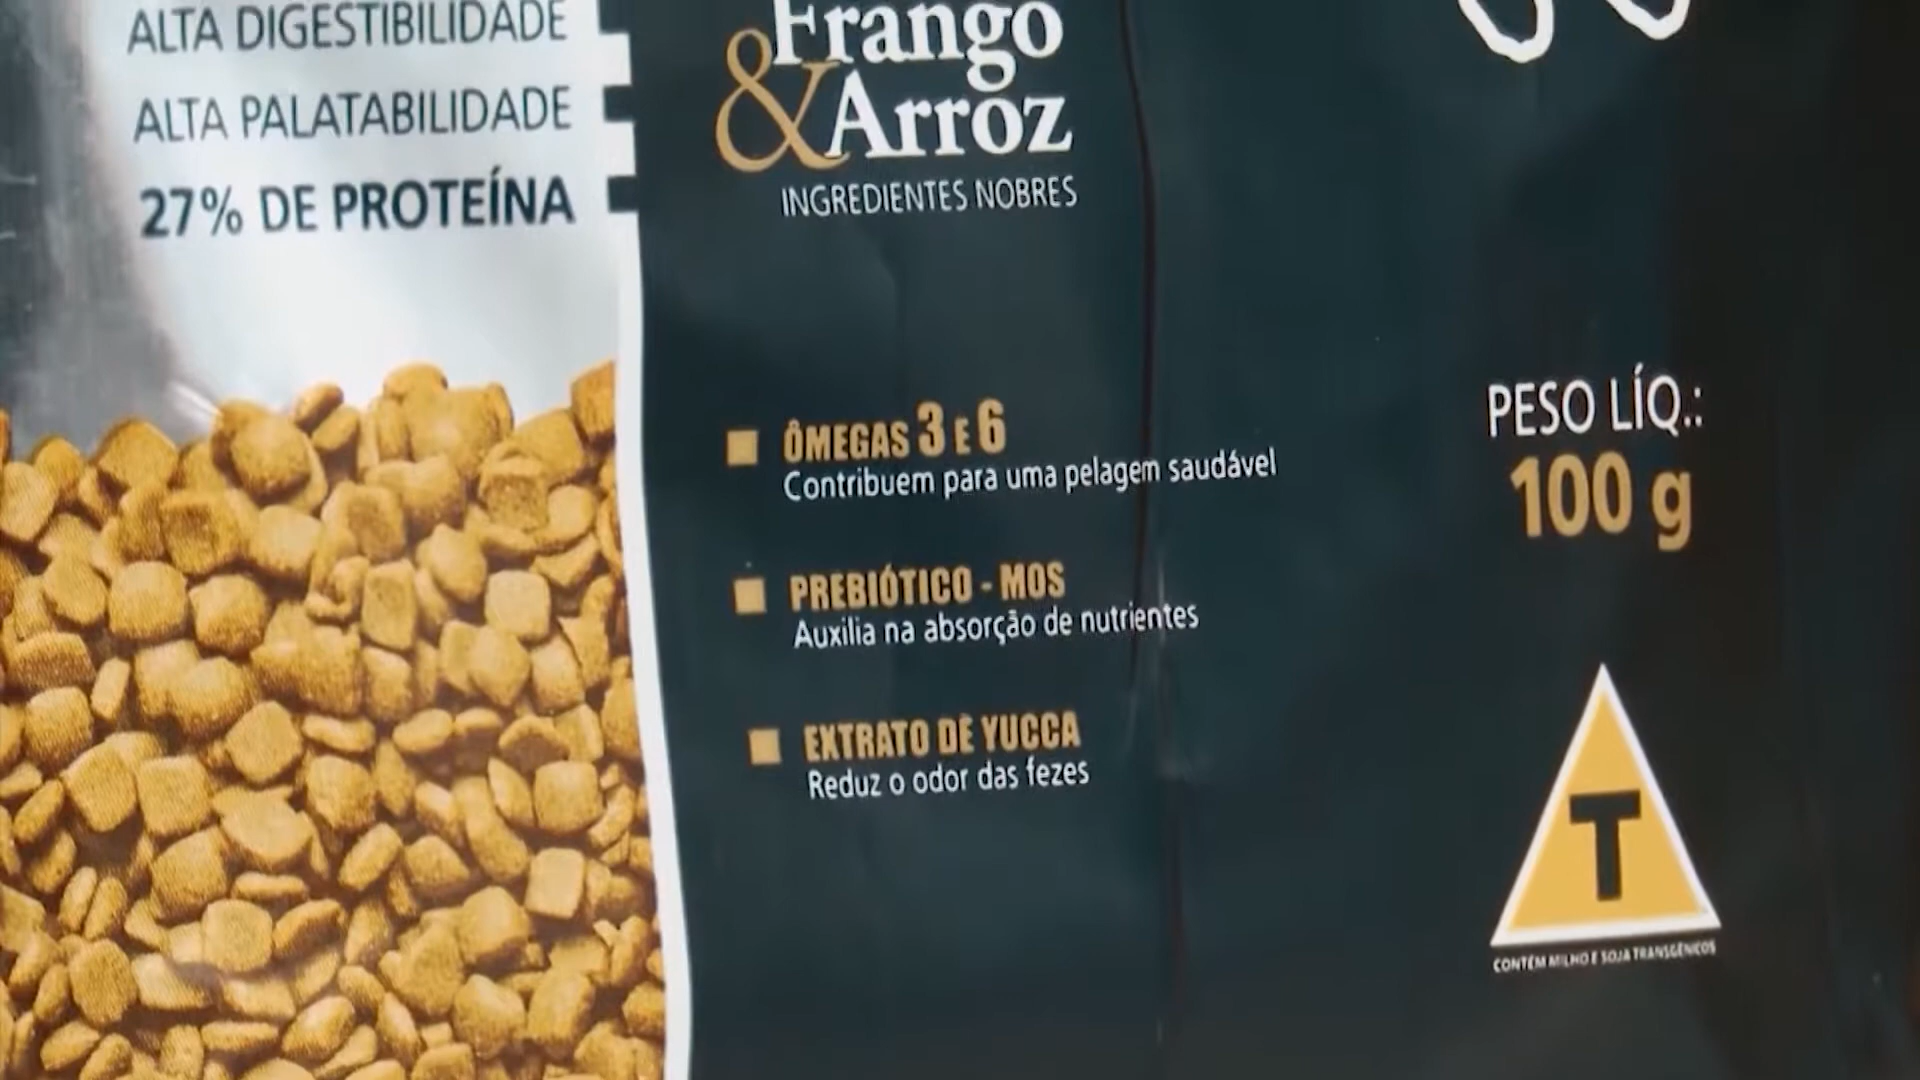 ALTA DIGESTIBILIDADE
ALTA PALATABILIDADE
27% DE PROTEÍNA
Frango
& Arroz
INGREDIENTES NOBRES
ÔMEGAS 3 E 6
Contribuem para uma pelagem saudável
PREBIÓTICO - MOS
Auxilia na absorção de nutrientes
EXTRATO DE YUCCA
Reduz o odor das fezes
PESO LÍQ.:
100 g
T
CONTÉM MILHO E SOJA TRANSGÊNICOS